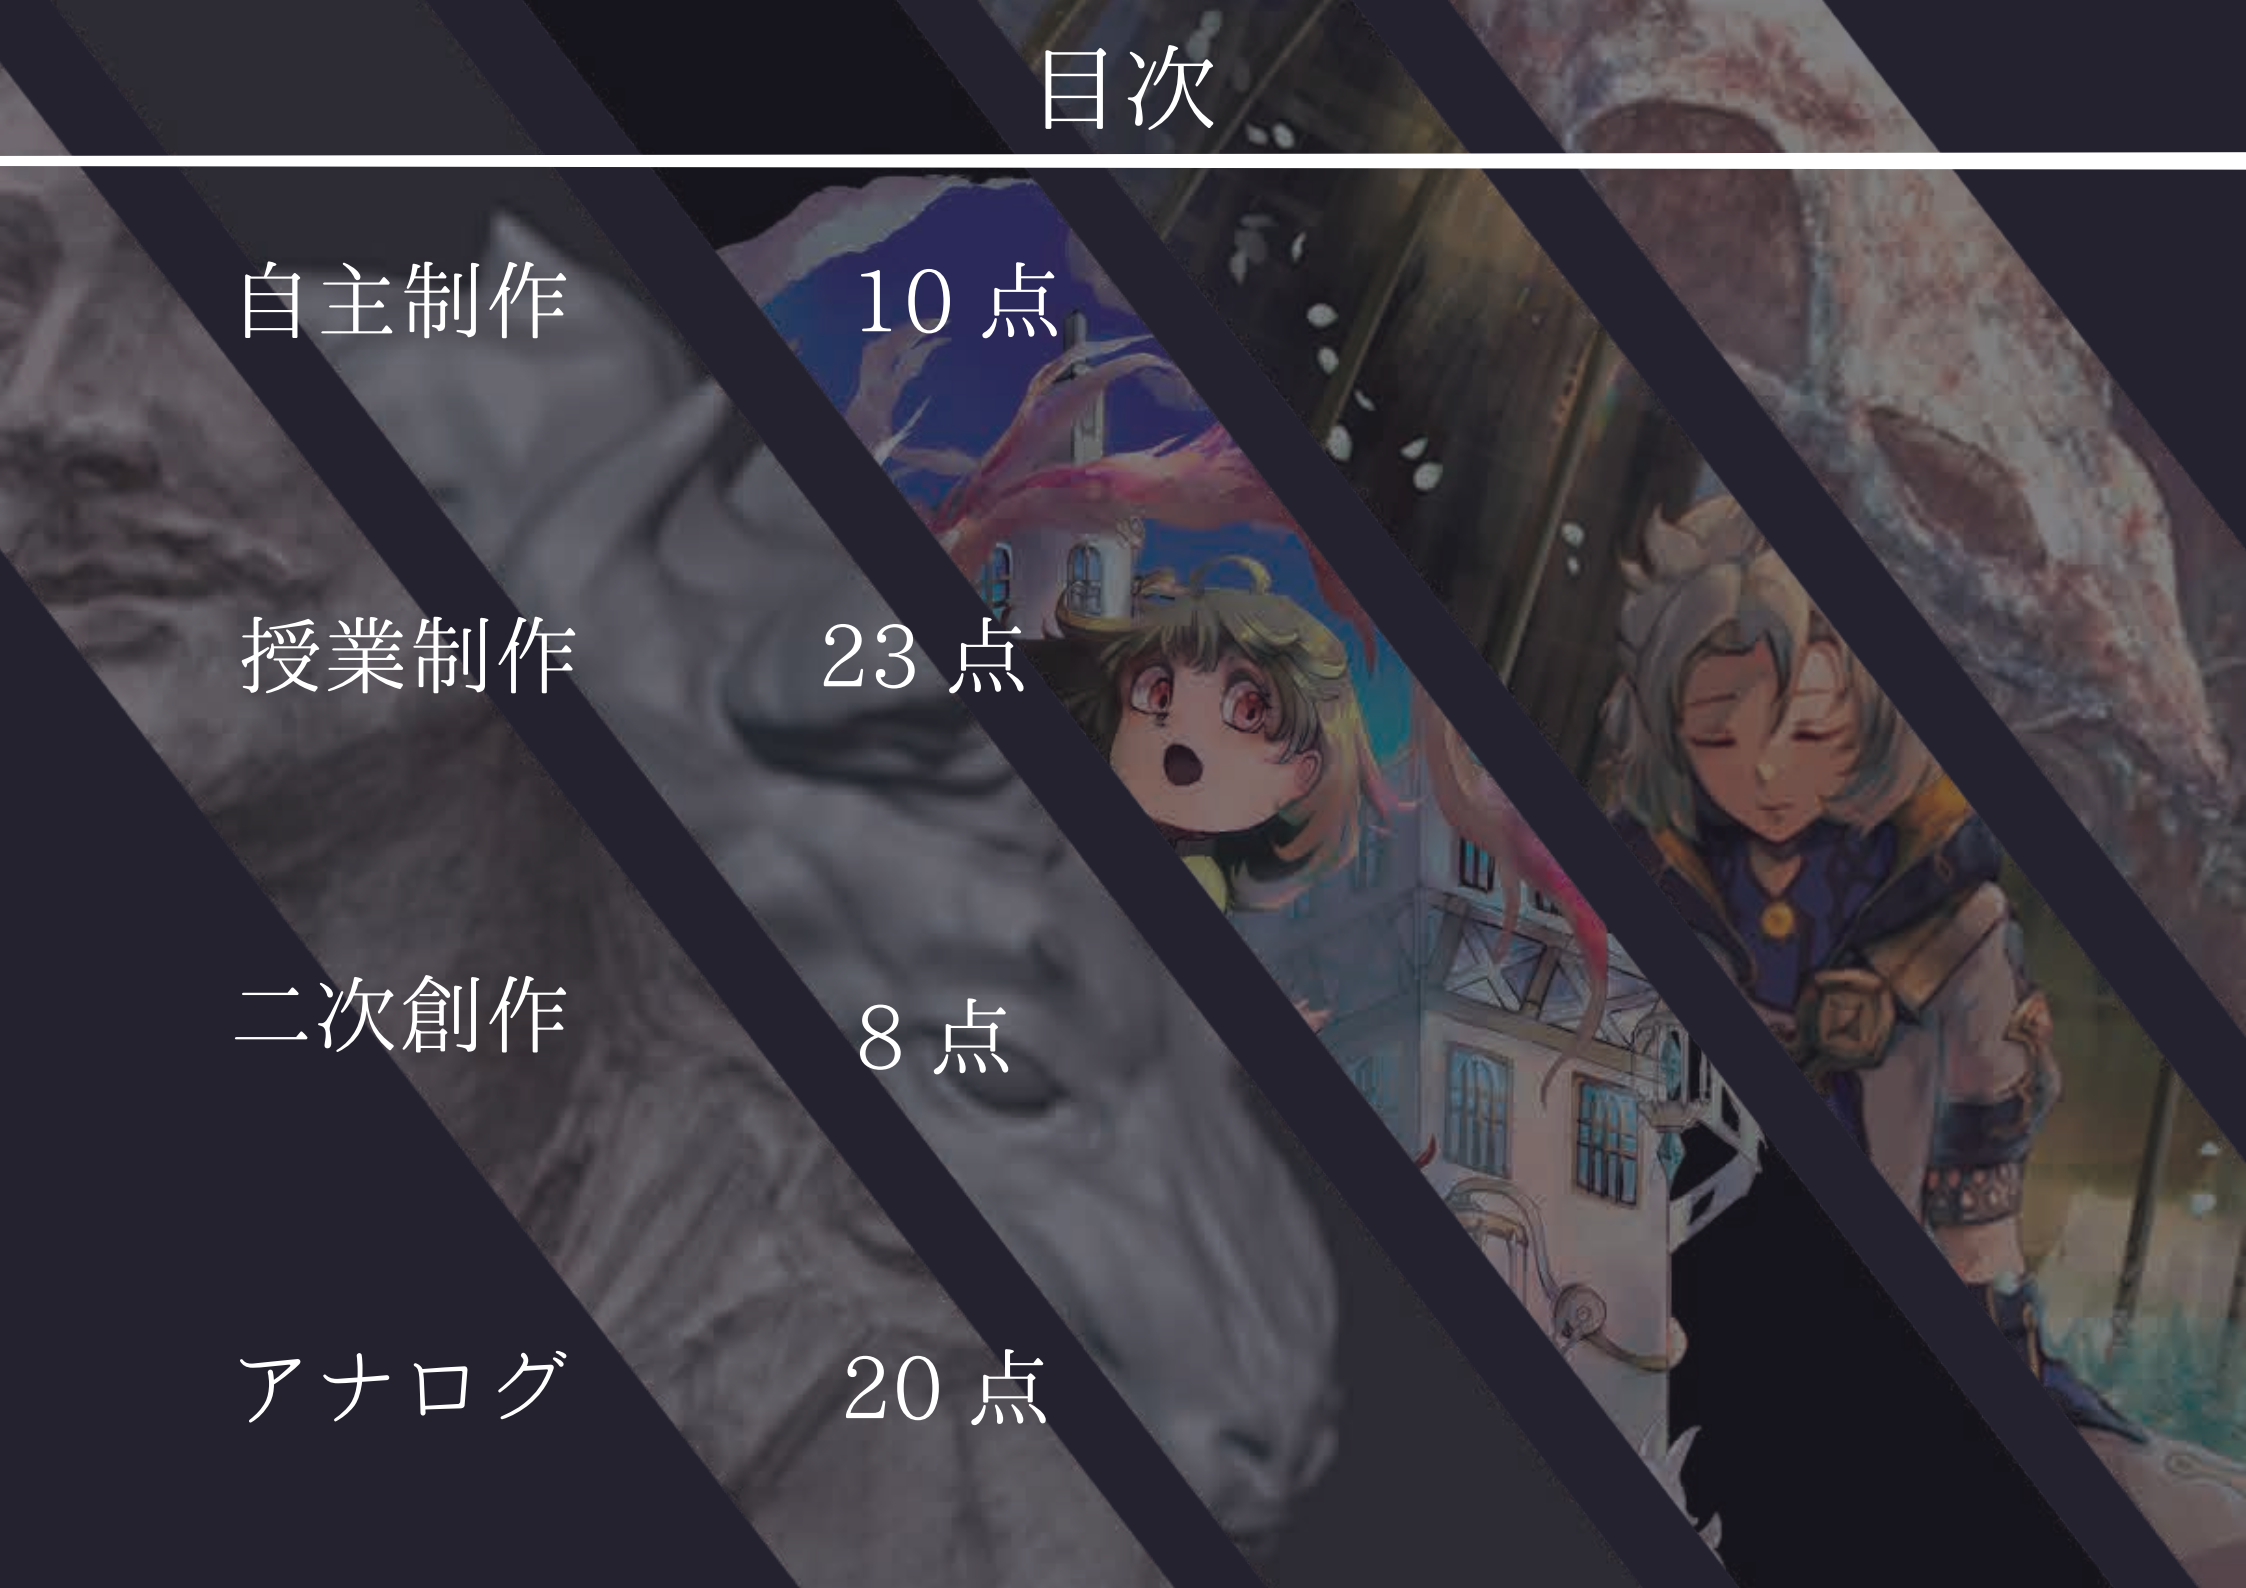 目次
自主制作 10 点
授業制作 23 点
二次創作 8 点
アナログ 20 点